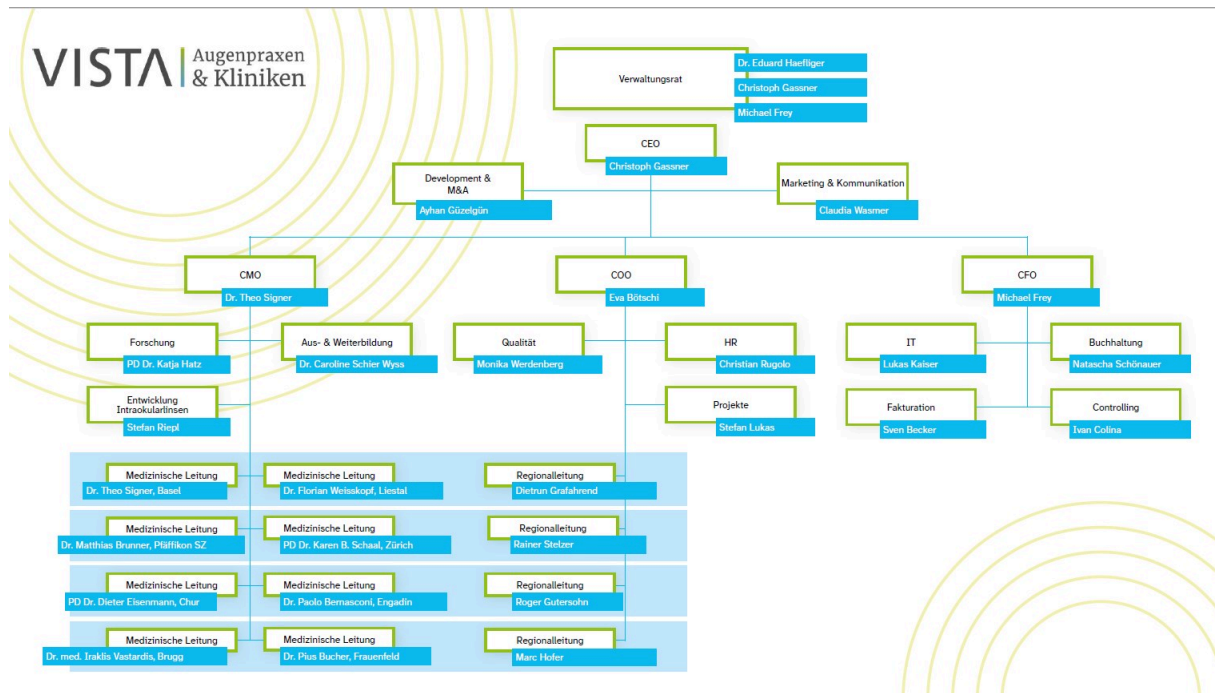 VISTA
Augenpraxen
& Kliniken
Verwaltungsrat
Dr. Eduard Haefliger
Christoph Gassner
Michael Frey
CEO
Christoph Gassner
Development &
M&A
Ayhan Güzelgün
Marketing & Kommunikation
Claudia Wasmer
CMO
Dr. Theo Signer
COO
Eva Bötschi
CFO
Michael Frey
Forschung
PD Dr. Katja Hatz
Aus- & Weiterbildung
Dr. Caroline Schier Wyss
Qualität
Monika Werdenberg
HR
Christian Rugolo
IT
Lukas Kaiser
Buchhaltung
Natascha Schönauer
Entwicklung
Intraokularlinsen
Stefan Riepl
Projekte
Stefan Lukas
Fakturation
Sven Becker
Controlling
Ivan Colina
Medizinische Leitung
Dr. Theo Signer, Basel
Medizinische Leitung
Dr. Florian Weisskopf, Liestal
Regionalleitung
Dietrun Grafahrend
Medizinische Leitung
Dr. Matthias Brunner, Pfäffikon SZ
Medizinische Leitung
PD Dr. Karen B. Schaal, Zürich
Regionalleitung
Rainer Stelzer
Medizinische Leitung
PD Dr. Dieter Eisenmann, Chur
Medizinische Leitung
Dr. Paolo Bernasconi, Engadin
Regionalleitung
Roger Gutersohn
Medizinische Leitung
Dr. med. Iraklis Vastardis, Brugg
Medizinische Leitung
Dr. Pius Bucher, Frauenfeld
Regionalleitung
Marc Hofer